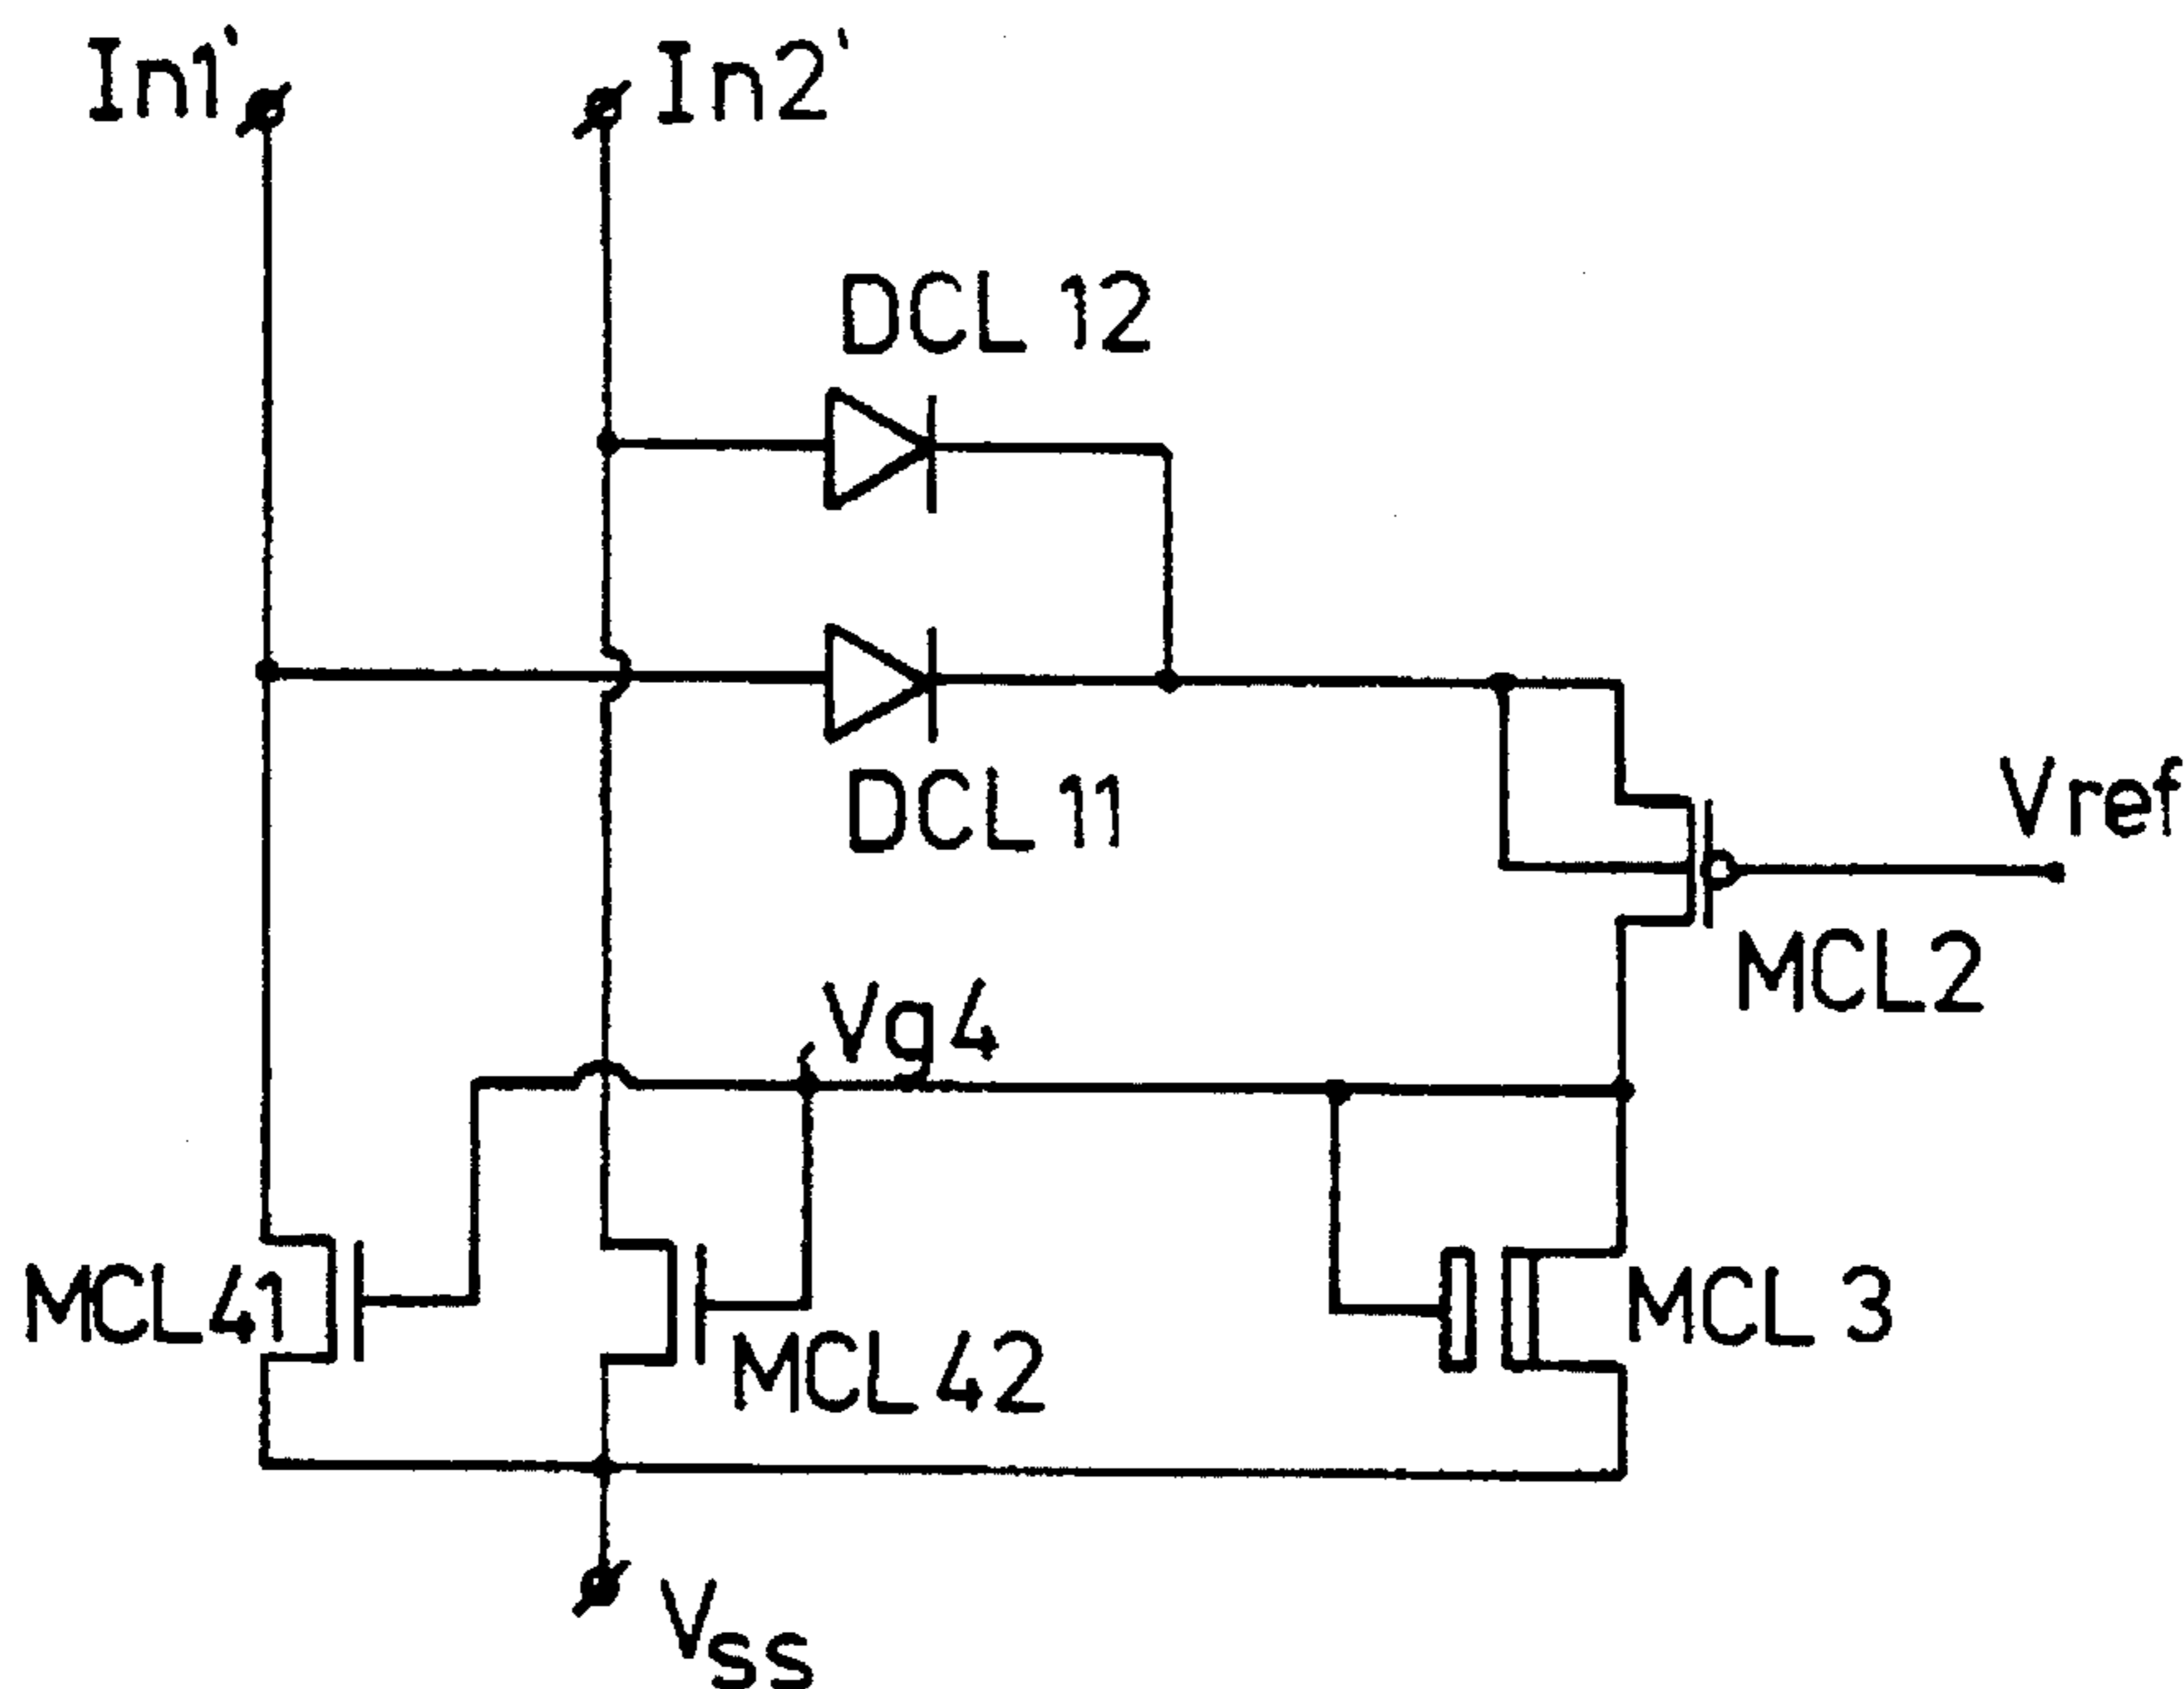 In1'
In2'
DCL 12
DCL 11
Vref
MCL2
Vg4
MCL41
MCL42
MCL 3
Vss